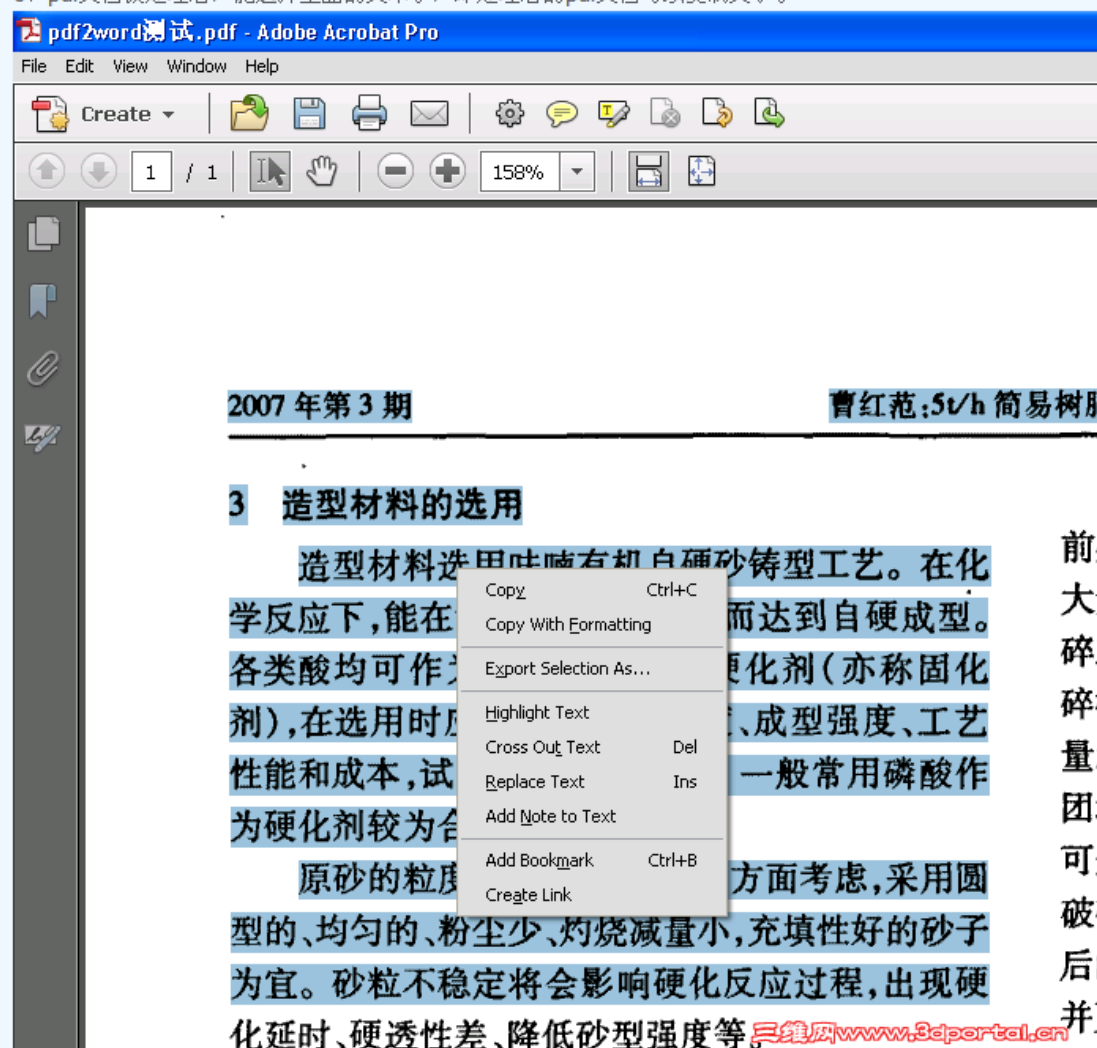 pdf2word测试.pdf - Adobe Acrobat Pro
File Edit View Window Help
Create
1 / 1 158%
2007 年第 3 期
曹红范:5t/h 简易树
3 造型材料的选用
造型材料选用呋喃有机自硬砂铸型工艺。在化
学反应下,能在
而达到自硬成型。
各类酸均可作
硬化剂(亦称固化
剂),在选用时
、成型强度、工艺
性能和成本,试
一般常用磷酸作
为硬化剂较为合
原砂的粒度
方面考虑,采用圆
型的、均匀的、粉尘少、灼烧减量小,充填性好的砂子
为宜。砂粒不稳定将会影响硬化反应过程,出现硬
化延时、硬透性差、降低砂型强度等。
Copy Ctrl+C
Copy With Formatting
Export Selection As...
Highlight Text
Cross Out Text Del
Replace Text Ins
Add Note to Text
Add Bookmark Ctrl+B
Create Link
前
大
碎
碎
量
团
可
破
后
并
三维网www.3dportal.cn